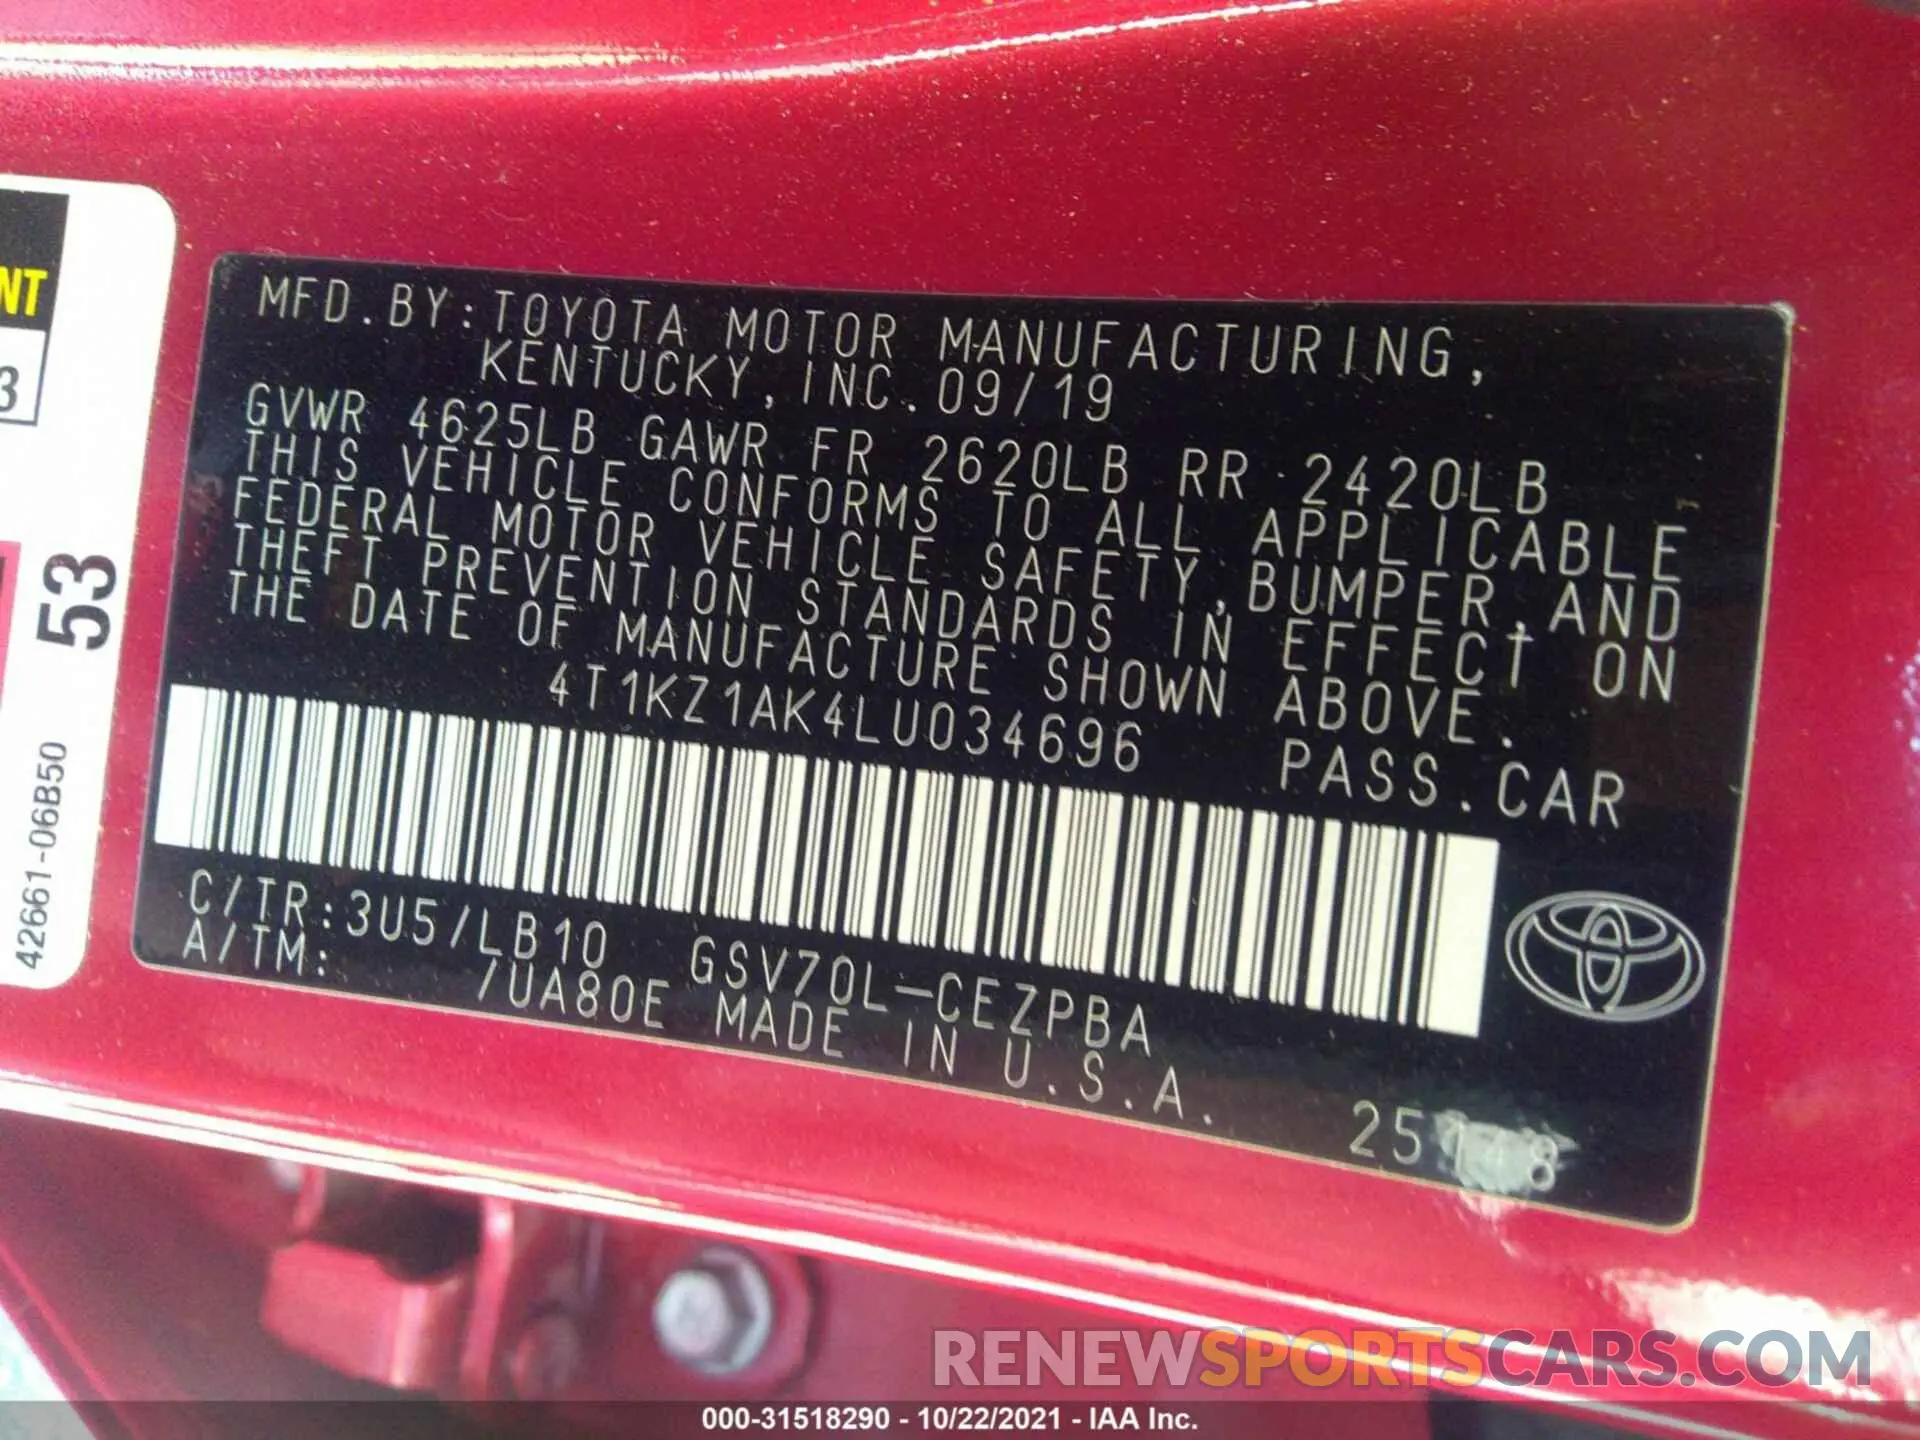 NT
3
53
42661-06B50
MFD.BY:TOYOTA MOTOR MANUFACTURING,
KENTUCKY,INC.09/19
GVWR 4625LB GAWR FR 2620LB RR 2420LB
THIS VEHICLE CONFORMS TO ALL APPLICABLE
FEDERAL MOTOR VEHICLE SAFETY,BUMPER,AND
THEFT PREVENTION STANDARDS IN EFFECT ON
THE DATE OF MANUFACTURE SHOWN ABOVE.
4T1KZ1AK4LU034696 PASS.CAR
C/TR:3U5/LB10 GSV70L-CEZPBA
A/TM: /UA80E MADE IN U.S.A.
RENEWSPORTSCARS.COM
000-31518290 - 10/22/2021 - IAA Inc.